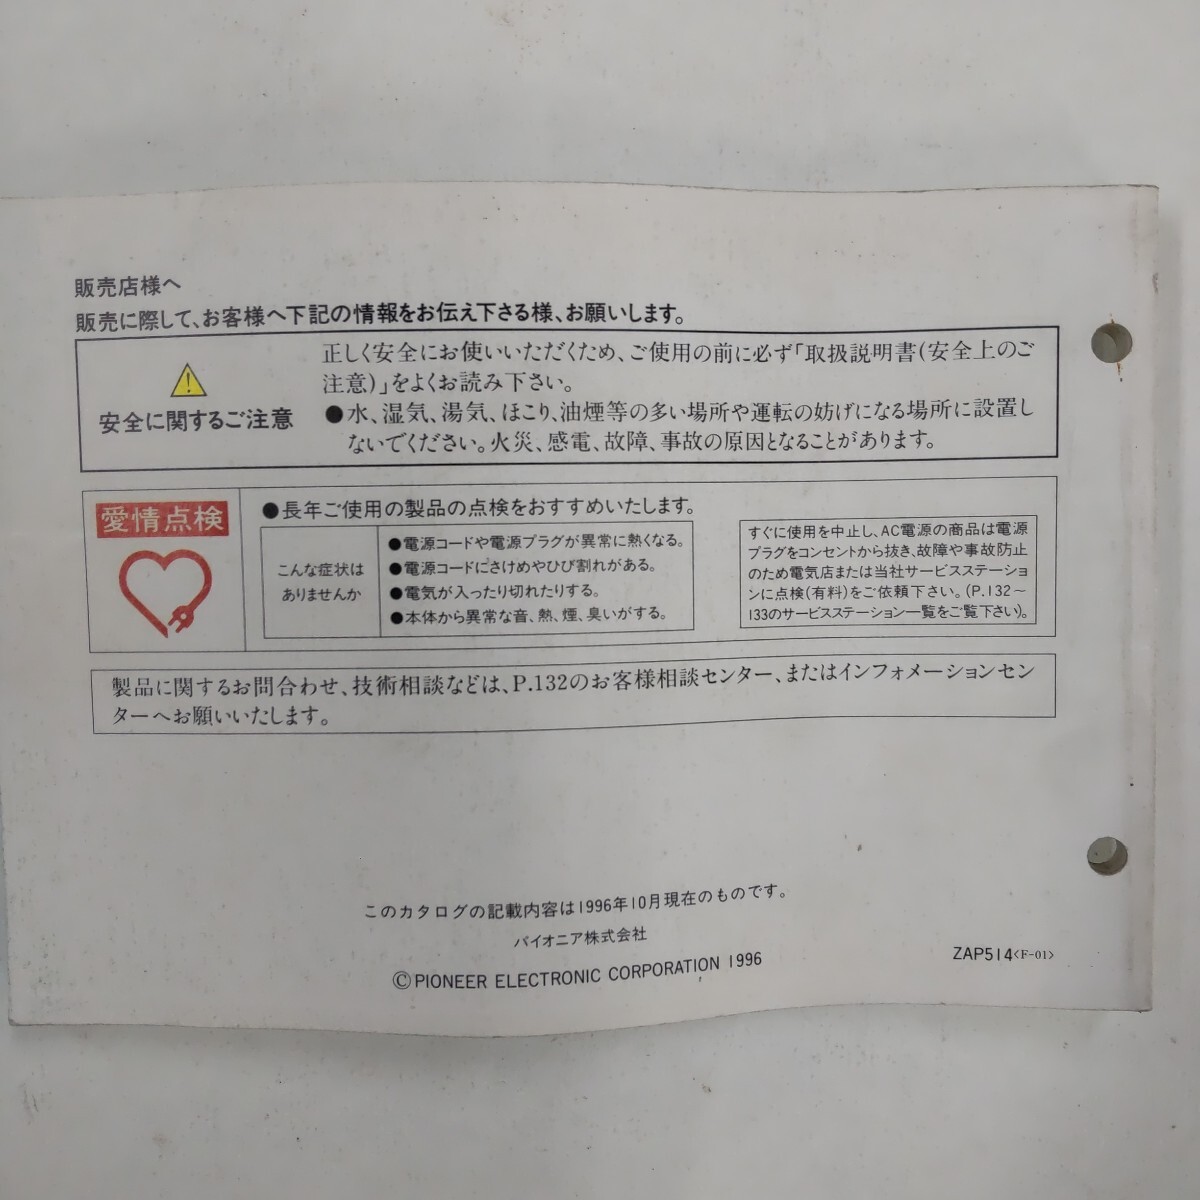 販売店様へ
販売に際して、お客様へ下記の情報をお伝え下さる様、お願いします。
安全に関するご注意
正しく安全にお使いいただくため、ご使用の前に必ず「取扱説明書(安全上のご
注意)」をよくお読み下さい。
●水、湿気、湯気、ほこり、油煙等の多い場所や運転の妨げになる場所に設置し
ないでください。火災、感電、故障、事故の原因となることがあります。
愛情点検
●長年ご使用の製品の点検をおすすめいたします。
こんな症状は
ありませんか
●電源コードや電源プラグが異常に熱くなる。
●電源コードにさけめやひび割れがある。
●電気が入ったり切れたりする。
●本体から異常な音、熱、煙、臭いがする。
すぐに使用を中止し、AC電源の商品は電源
プラグをコンセントから抜き、故障や事故防止
のため電気店または当社サービスステーショ
ンに点検(有料)をご依頼下さい。(P.132〜
133のサービスステーション一覧をご覧下さい)。
製品に関するお問合わせ、技術相談などは、P.132のお客様相談センター、またはインフォメーションセン
ターへお願いいたします。
このカタログの記載内容は1996年10月現在のものです。
パイオニア株式会社
©PIONEER ELECTRONIC CORPORATION 1996
ZAP514<F-01>